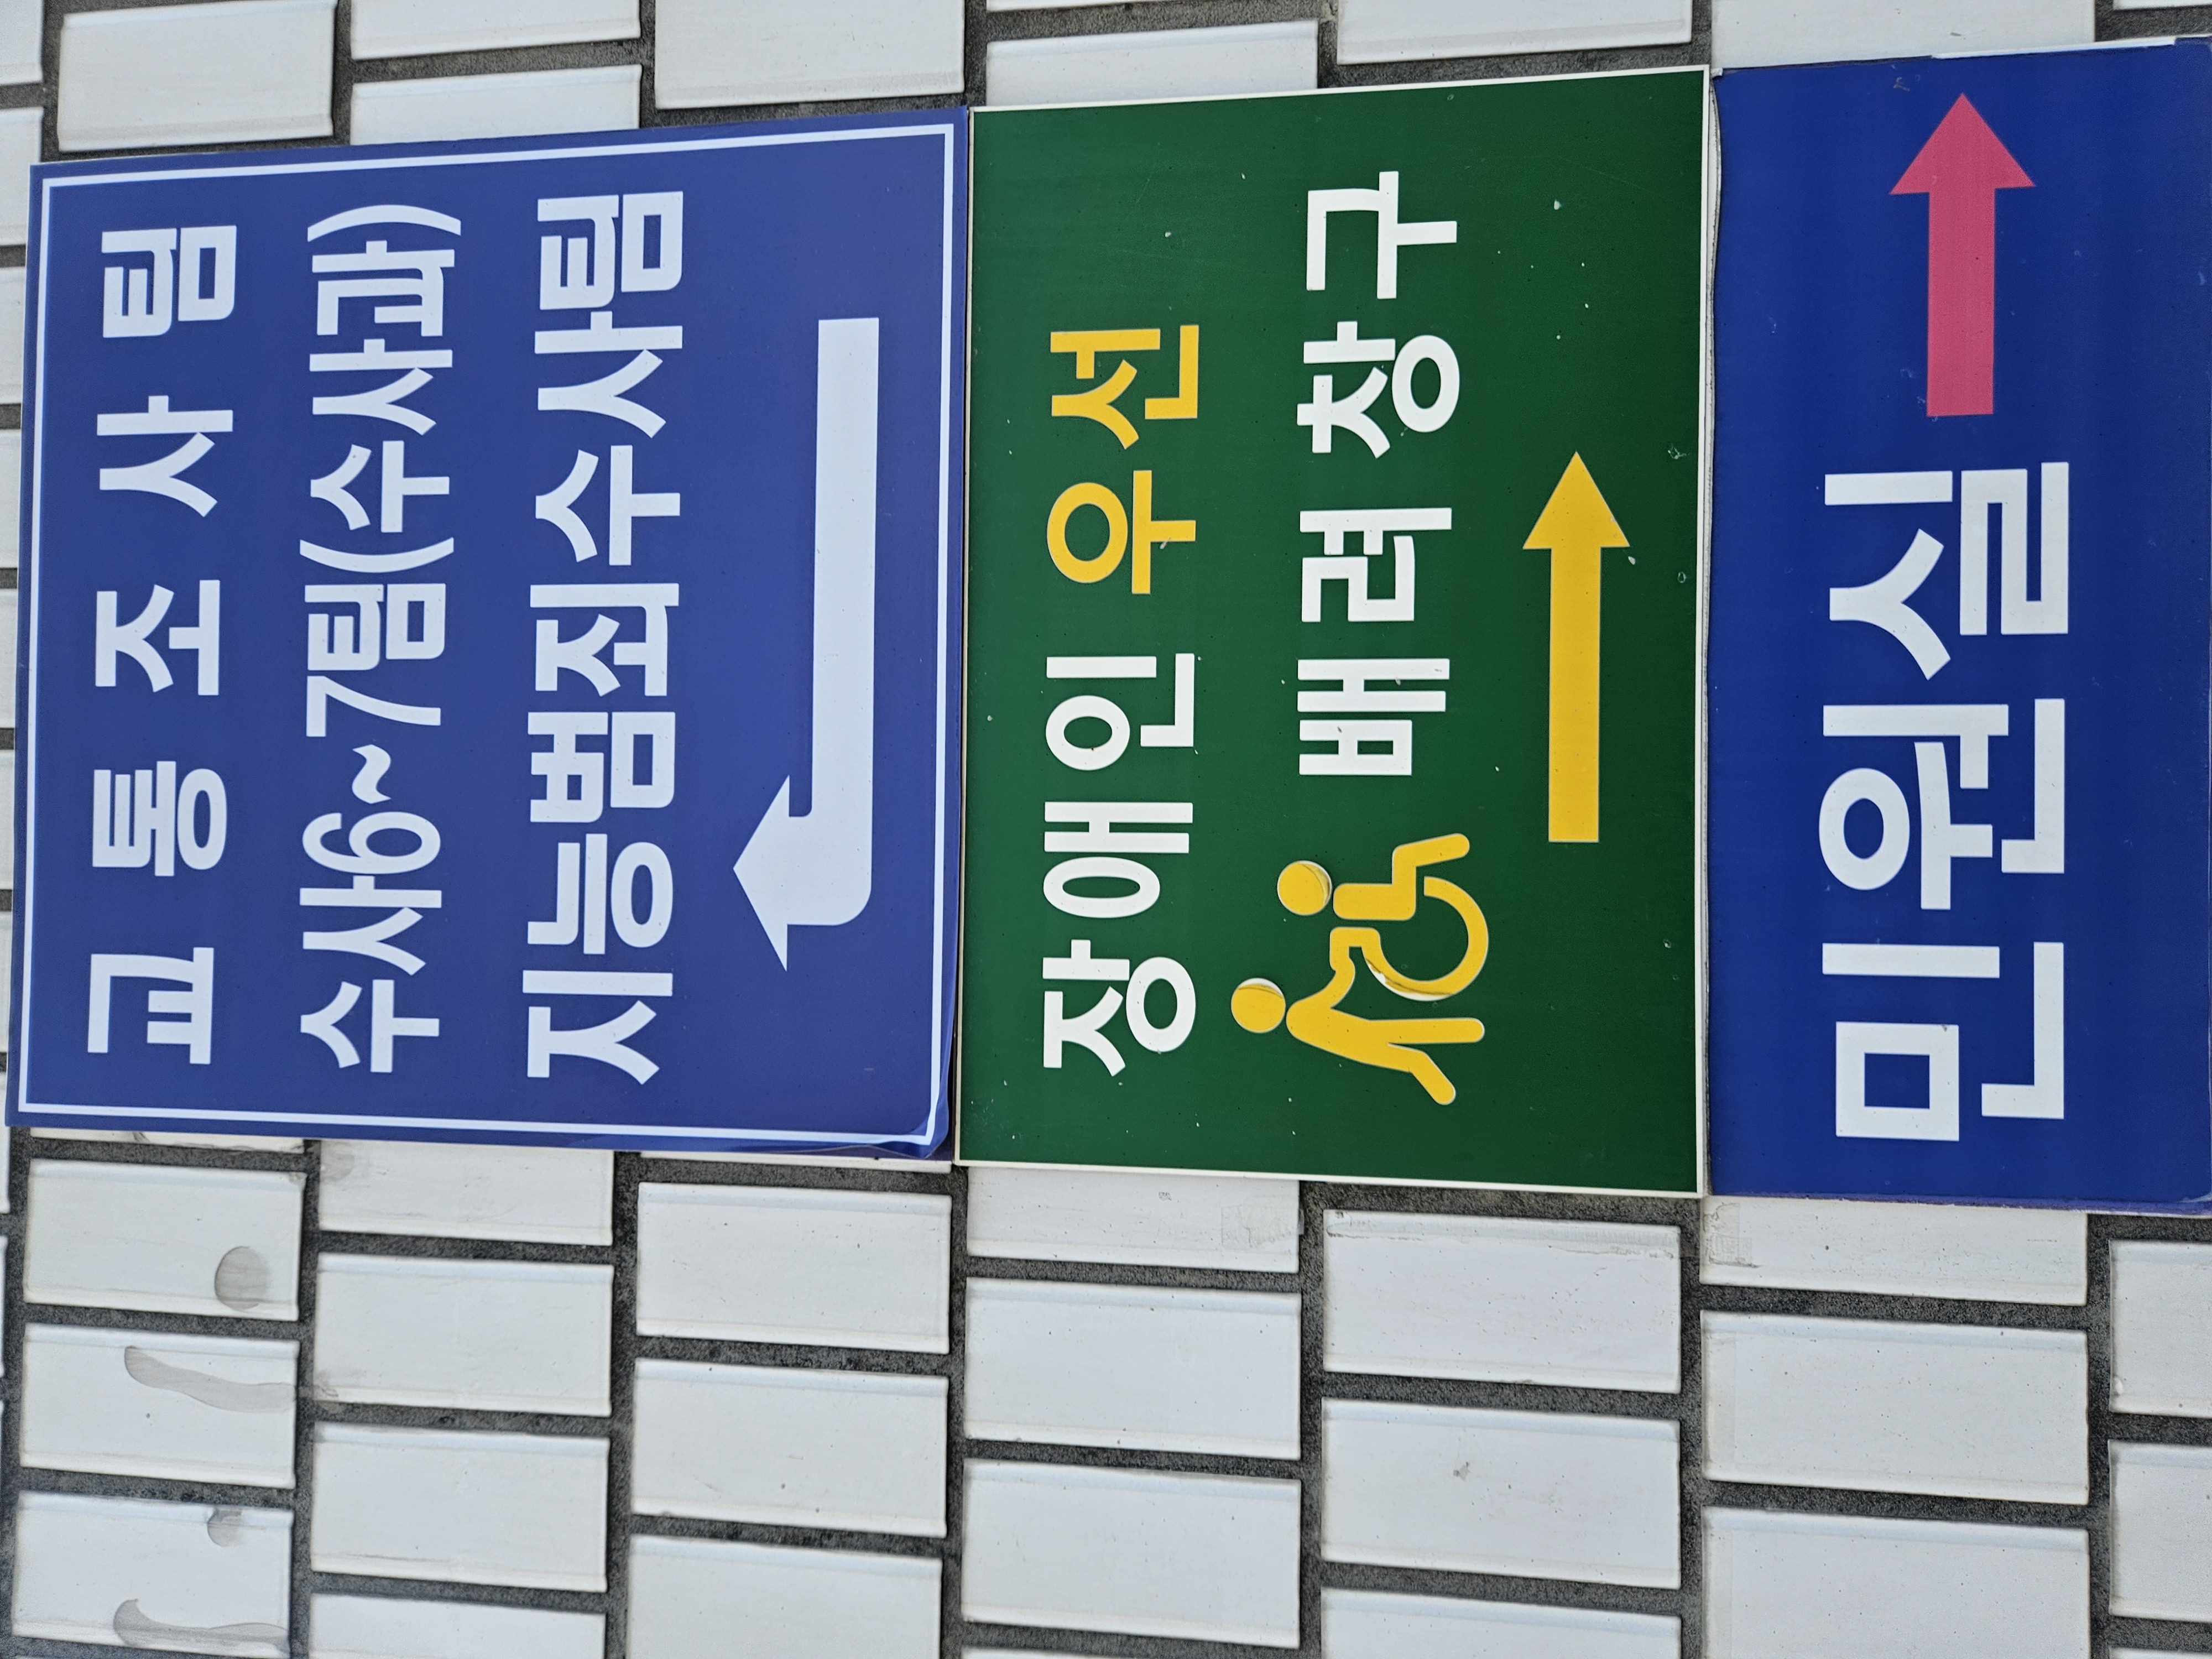 교 통 조 사 팀
수사6~7팀(수사과)
지능범죄수사팀
장애인 우선
배려 창구
민원실